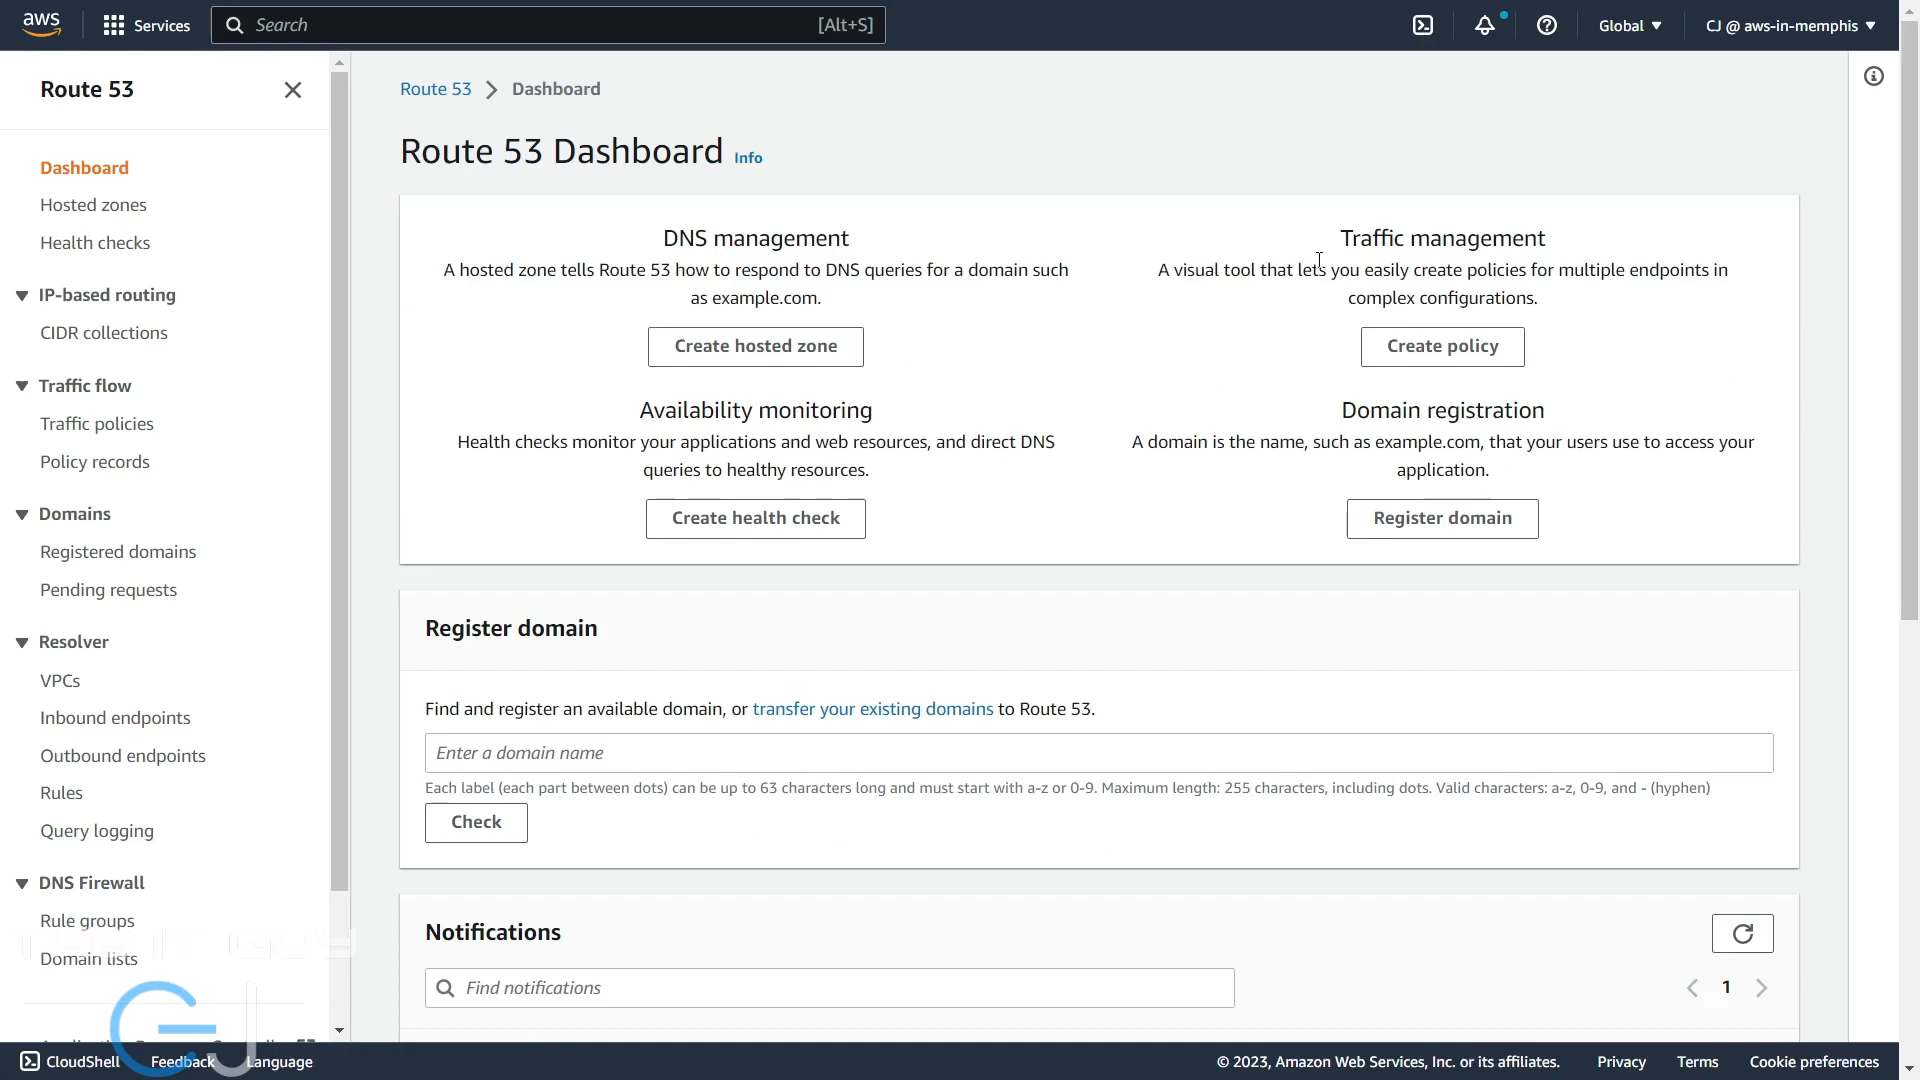 aws
Services
Search
[Alt+S]
Global
CJ @ aws-in-memphis
Route 53
Dashboard
Hosted zones
Health checks
IP-based routing
CIDR collections
Traffic flow
Traffic policies
Policy records
Domains
Registered domains
Pending requests
Resolver
VPCs
Inbound endpoints
Outbound endpoints
Rules
Query logging
DNS Firewall
Rule groups
Domain lists
Route 53 > Dashboard
Route 53 Dashboard Info
DNS management
A hosted zone tells Route 53 how to respond to DNS queries for a domain such
as example.com.
Create hosted zone
Traffic management
A visual tool that lets you easily create policies for multiple endpoints in
complex configurations.
Create policy
Availability monitoring
Health checks monitor your applications and web resources, and direct DNS
queries to healthy resources.
Create health check
Domain registration
A domain is the name, such as example.com, that your users use to access your
application.
Register domain
Register domain
Find and register an available domain, or transfer your existing domains to Route 53.
Enter a domain name
Each label (each part between dots) can be up to 63 characters long and must start with a-z or 0-9. Maximum length: 255 characters, including dots. Valid characters: a-z, 0-9, and - (hyphen)
Check
Notifications
Find notifications
1
CloudShell
Feedback
Language
© 2023, Amazon Web Services, Inc. or its affiliates.
Privacy
Terms
Cookie preferences